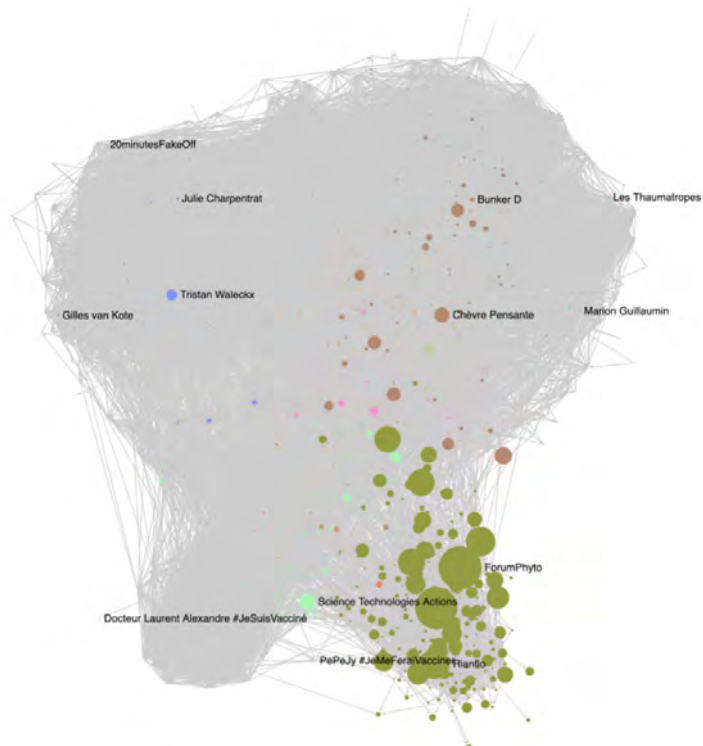 20minutesFakeOff
Julie Charpentrat
Bunker D
Les Thaumatropes
Tristan Waleckx
Gilles van Kote
Chèvre Pensante
Marion Guillaumin
ForumPhyto
Science Technologies Actions
Docteur Laurent Alexandre #JeSuisVacciné
PePeJy #JeMeFeraiVacciner